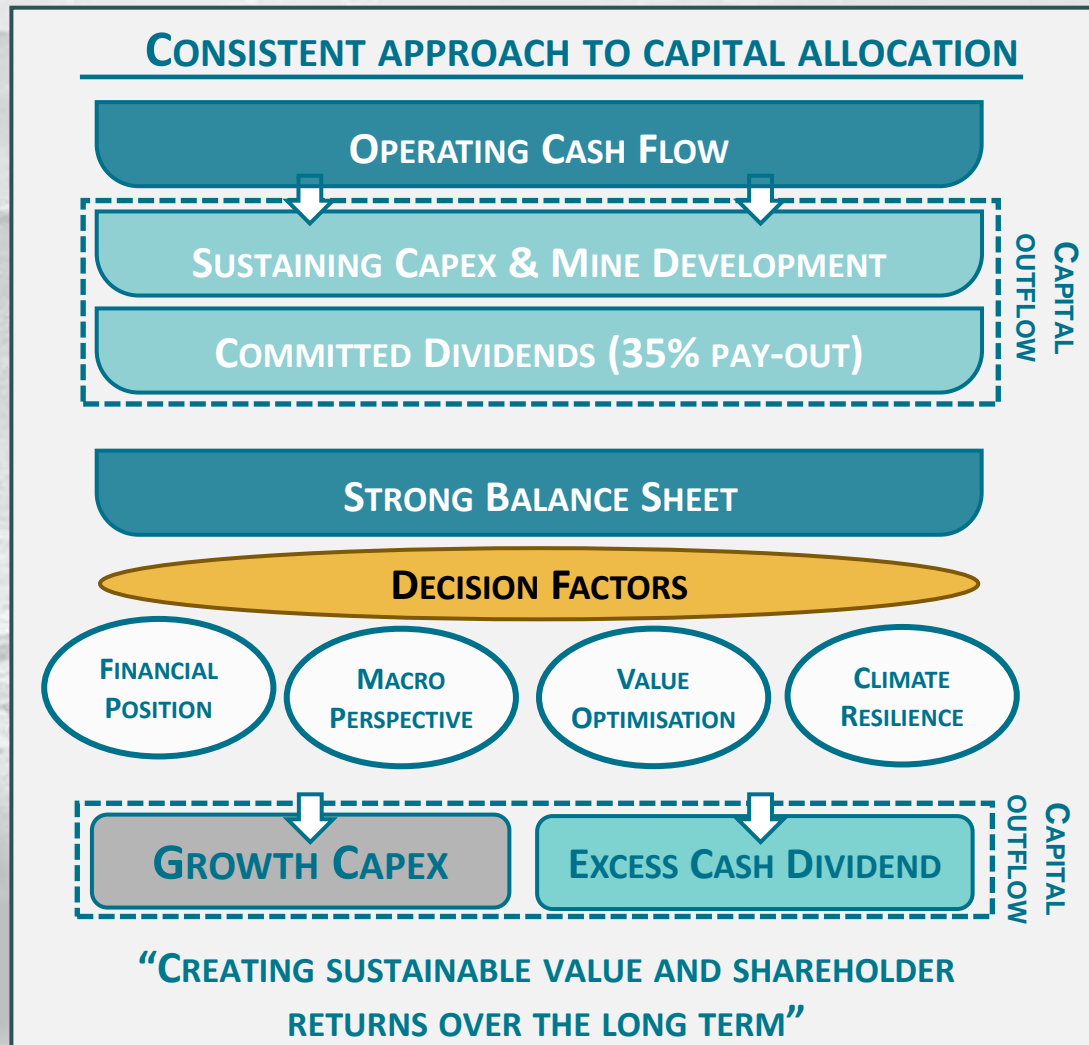 CONSISTENT APPROACH TO CAPITAL ALLOCATION
OPERATING CASH FLOW
SUSTAINING CAPEX & MINE DEVELOPMENT
COMMITTED DIVIDENDS (35% PAY-OUT)
CAPITAL
OUTFLOW
STRONG BALANCE SHEET
DECISION FACTORS
FINANCIAL
POSITION
MACRO
PERSPECTIVE
VALUE
OPTIMISATION
CLIMATE
RESILIENCE
GROWTH CAPEX
EXCESS CASH DIVIDEND
CAPITAL
OUTFLOW
“CREATING SUSTAINABLE VALUE AND SHAREHOLDER
RETURNS OVER THE LONG TERM”